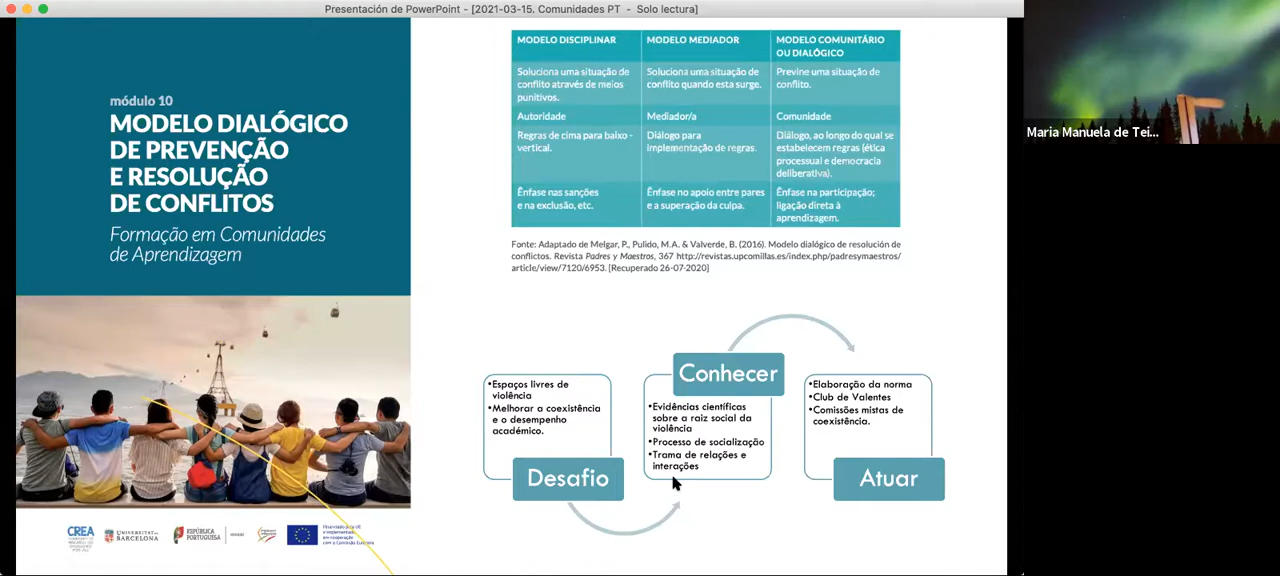 Presentación de PowerPoint - [2021-03-15. Comunidades PT - Solo lectura]
módulo 10
MODELO DIALÓGICO
DE PREVENÇÃO
E RESOLUÇÃO
DE CONFLITOS
Formação em Comunidades
de Aprendizagem
CREA
UNIVERSITAT DE
BARCELONA
REPÚBLICA
PORTUGUESA
MODELO DISCIPLINAR
MODELO MEDIADOR
MODELO COMUNITÁRIO
OU DIALÓGICO
Soluciona uma situação de
conflito através de meios
punitivos.
Soluciona uma situação de
conflito quando esta surge.
Previne uma situação de
conflito.
Autoridade
Mediador/a
Comunidade
Regras de cima para baixo -
vertical.
Diálogo para
implementação de regras.
Diálogo, ao longo do qual se
estabelecem regras (ética
processual e democracia
deliberativa).
Ênfase nas sanções
e na exclusão, etc.
Ênfase no apoio entre pares
e a superação da culpa.
Ênfase na participação;
ligação direta à
aprendizagem.
Fonte: Adaptado de Melgar, P., Pulido, M.A. & Valverde, B. (2016). Modelo dialógico de resolución de
conflictos. Revista Padres y Maestros, 367 http://revistas.upcomillas.es/index.php/padresymaestros/
article/view/7120/6953. [Recuperado 26-07-2020]
•Espaços livres de
violência
•Melhorar a coexistência
e o desempenho
académico.
Desafio
Conhecer
•Evidências científicas
sobre a raiz social da
violência
•Processo de socialização
•Trama de relações e
interações
•Elaboração da norma
•Club de Valentes
•Comissões mistas de
coexistência.
Atuar
Maria Manuela de Tei...